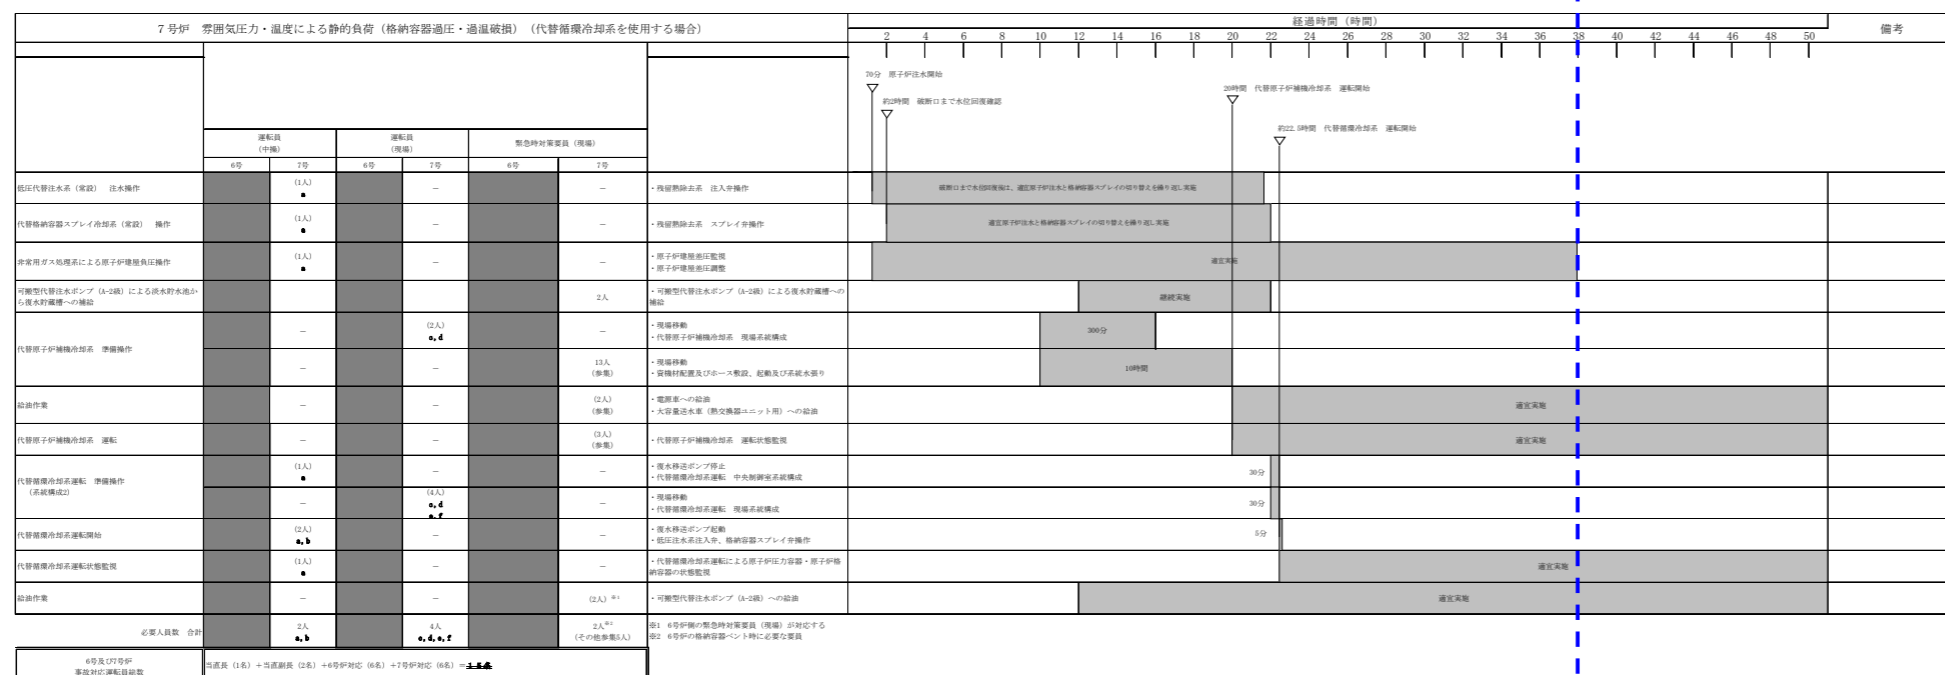 7号炉 雰囲気圧力・温度による静的負荷（格納容器過圧・過温破損）（代替循環冷却系を使用する場合）
経過時間（時間）
備考
2 4 6 8 10 12 14 16 18 20 22 24 26 28 30 32 34 36 38 40 42 44 46 48 50
70分 原子炉注水開始
約2時間 破断口まで水位回復確認
20時間 代替原子炉補機冷却系 運転開始
約22.5時間 代替循環冷却系 運転開始
運転員
（中操）
運転員
（現場）
緊急時対策要員（現場）
6号 7号 6号 7号 6号 7号
低圧代替注水系（常設） 注水操作
（1人）
a
－
－
・残留熱除去系 注入弁操作
破断口まで水位回復後は、適宜原子炉注水と格納容器スプレイの切り替えを繰り返し実施
代替格納容器スプレイ冷却系（常設） 操作
（1人）
a
－
－
・残留熱除去系 スプレイ弁操作
適宜原子炉注水と格納容器スプレイの切り替えを繰り返し実施
非常用ガス処理系による原子炉建屋負圧操作
（1人）
a
－
－
・原子炉建屋差圧監視
・原子炉建屋差圧調整
適宜実施
可搬型代替注水ポンプ（A-2級）による淡水貯水池か
ら復水貯蔵槽への補給
2人
・可搬型代替注水ポンプ（A-2級）による復水貯蔵槽への
補給
継続実施
代替原子炉補機冷却系 準備操作
－
（2人）
c,d
－
・現場移動
・代替原子炉補機冷却系 現場系統構成
300分
－
－
13人
（参集）
・現場移動
・資機材配置及びホース敷設、起動及び系統水張り
10時間
給油作業
－
－
（2人）
（参集）
・電源車への給油
・大容量送水車（熱交換器ユニット用）への給油
適宜実施
代替原子炉補機冷却系 運転
－
－
（3人）
（参集）
・代替原子炉補機冷却系 運転状態監視
適宜実施
代替循環冷却系運転 準備操作
（系統構成2）
（1人）
a
－
－
・復水移送ポンプ停止
・代替循環冷却系運転 中央制御室系統構成
30分
－
（4人）
c,d
e,f
－
・現場移動
・代替循環冷却系運転 現場系統構成
30分
代替循環冷却系運転開始
（2人）
a,b
－
－
・復水移送ポンプ起動
・低圧注水系注入弁、格納容器スプレイ弁操作
5分
代替循環冷却系運転状態監視
（1人）
a
－
－
・代替循環冷却系運転による原子炉圧力容器・原子炉格
納容器の状態監視
適宜実施
給油作業
－
－
（2人）※1
・可搬型代替注水ポンプ（A-2級）への給油
適宜実施
必要人員数 合計
2人
a,b
4人
c,d,e,f
2人※2
（その他参集5人）
※1 6号炉側の緊急時対策要員（現場）が対応する
※2 6号炉の格納容器ベント時に必要な要員
6号及び7号炉
事故対応運転員総数
当直長（1名）＋当直副長（2名）＋6号炉対応（6名）＋7号炉対応（6名）＝15名